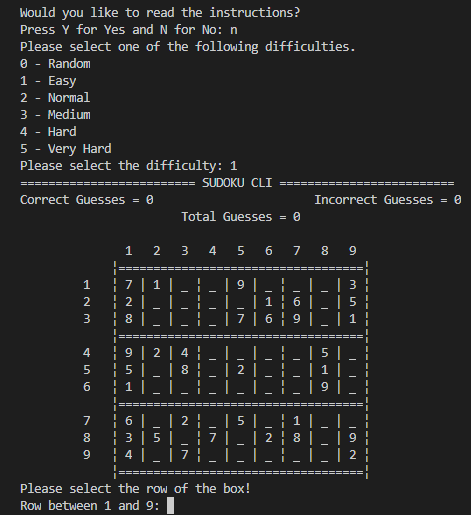 Would you like to read the instructions?
Press Y for Yes and N for No: n
Please select one of the following difficulties.
0 - Random
1 - Easy
2 - Normal
3 - Medium
4 - Hard
5 - Very Hard
Please select the difficulty: 1
========================= SUDOKU CLI =========================
Correct Guesses = 0 Incorrect Guesses = 0
Total Guesses = 0
1 2 3 4 5 6 7 8 9
¦===================================¦
1 ¦ 7 | 1 | _ ¦ _ | 9 | _ ¦ _ | _ | 3 ¦
2 ¦ 2 | _ | _ ¦ _ | _ | 1 ¦ 6 | _ | 5 ¦
3 ¦ 8 | _ | _ ¦ _ | 7 | 6 ¦ 9 | _ | 1 ¦
¦===================================¦
4 ¦ 9 | 2 | 4 ¦ _ | _ | _ ¦ _ | 5 | _ ¦
5 ¦ 5 | _ | 8 ¦ _ | 2 | _ ¦ _ | 1 | _ ¦
6 ¦ 1 | _ | _ ¦ _ | _ | _ ¦ _ | 9 | _ ¦
¦===================================¦
7 ¦ 6 | _ | 2 ¦ _ | 5 | _ ¦ 1 | _ | _ ¦
8 ¦ 3 | 5 | _ ¦ 7 | _ | 2 ¦ 8 | _ | 9 ¦
9 ¦ 4 | _ | 7 ¦ _ | _ | _ ¦ _ | _ | 2 ¦
¦===================================¦
Please select the row of the box!
Row between 1 and 9: